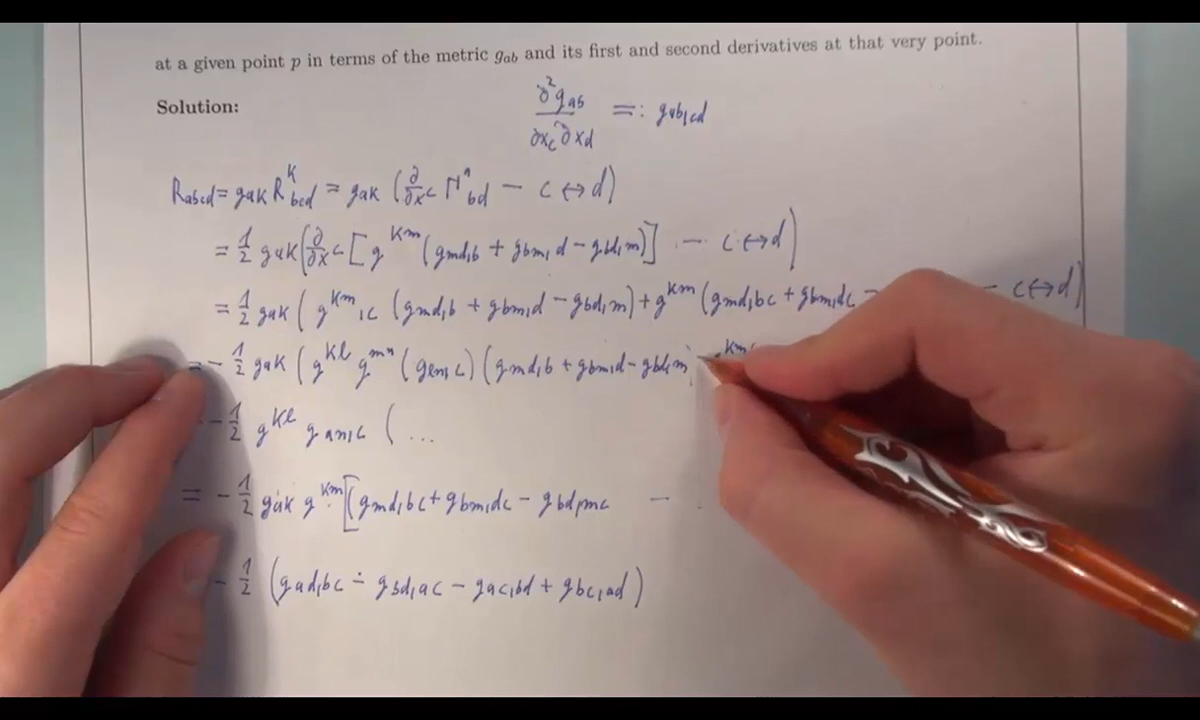 at a given point p in terms of the metric g_ab and its first and second derivatives at that very point.
Solution:
∂²g_ab / ∂x_c ∂x_d =: g_ab,cd
R_abcd = g_ak R^k_bcd = g_ak (∂/∂x^c Γ^k_bd − c ↔ d)
= 1/2 g_ak (∂/∂x^c [g^km (g_md,b + g_bm,d − g_bd,m)] − c ↔ d)
= 1/2 g_ak (g^km,c (g_md,b + g_bm,d − g_bd,m) + g^km (g_md,bc + g_bm,dc − − c ↔ d)
= − 1/2 g_ak (g^kl g^mn (g_en,c) (g_md,b + g_bm,d − g_bd,m) km
− 1/2 g^kl g_an,c (...
= − 1/2 g_ak g^km [(g_md,bc + g_bm,dc − g_bd,mc −
− 1/2 (g_ad,bc − g_bd,ac − g_ac,bd + g_bc,ad)